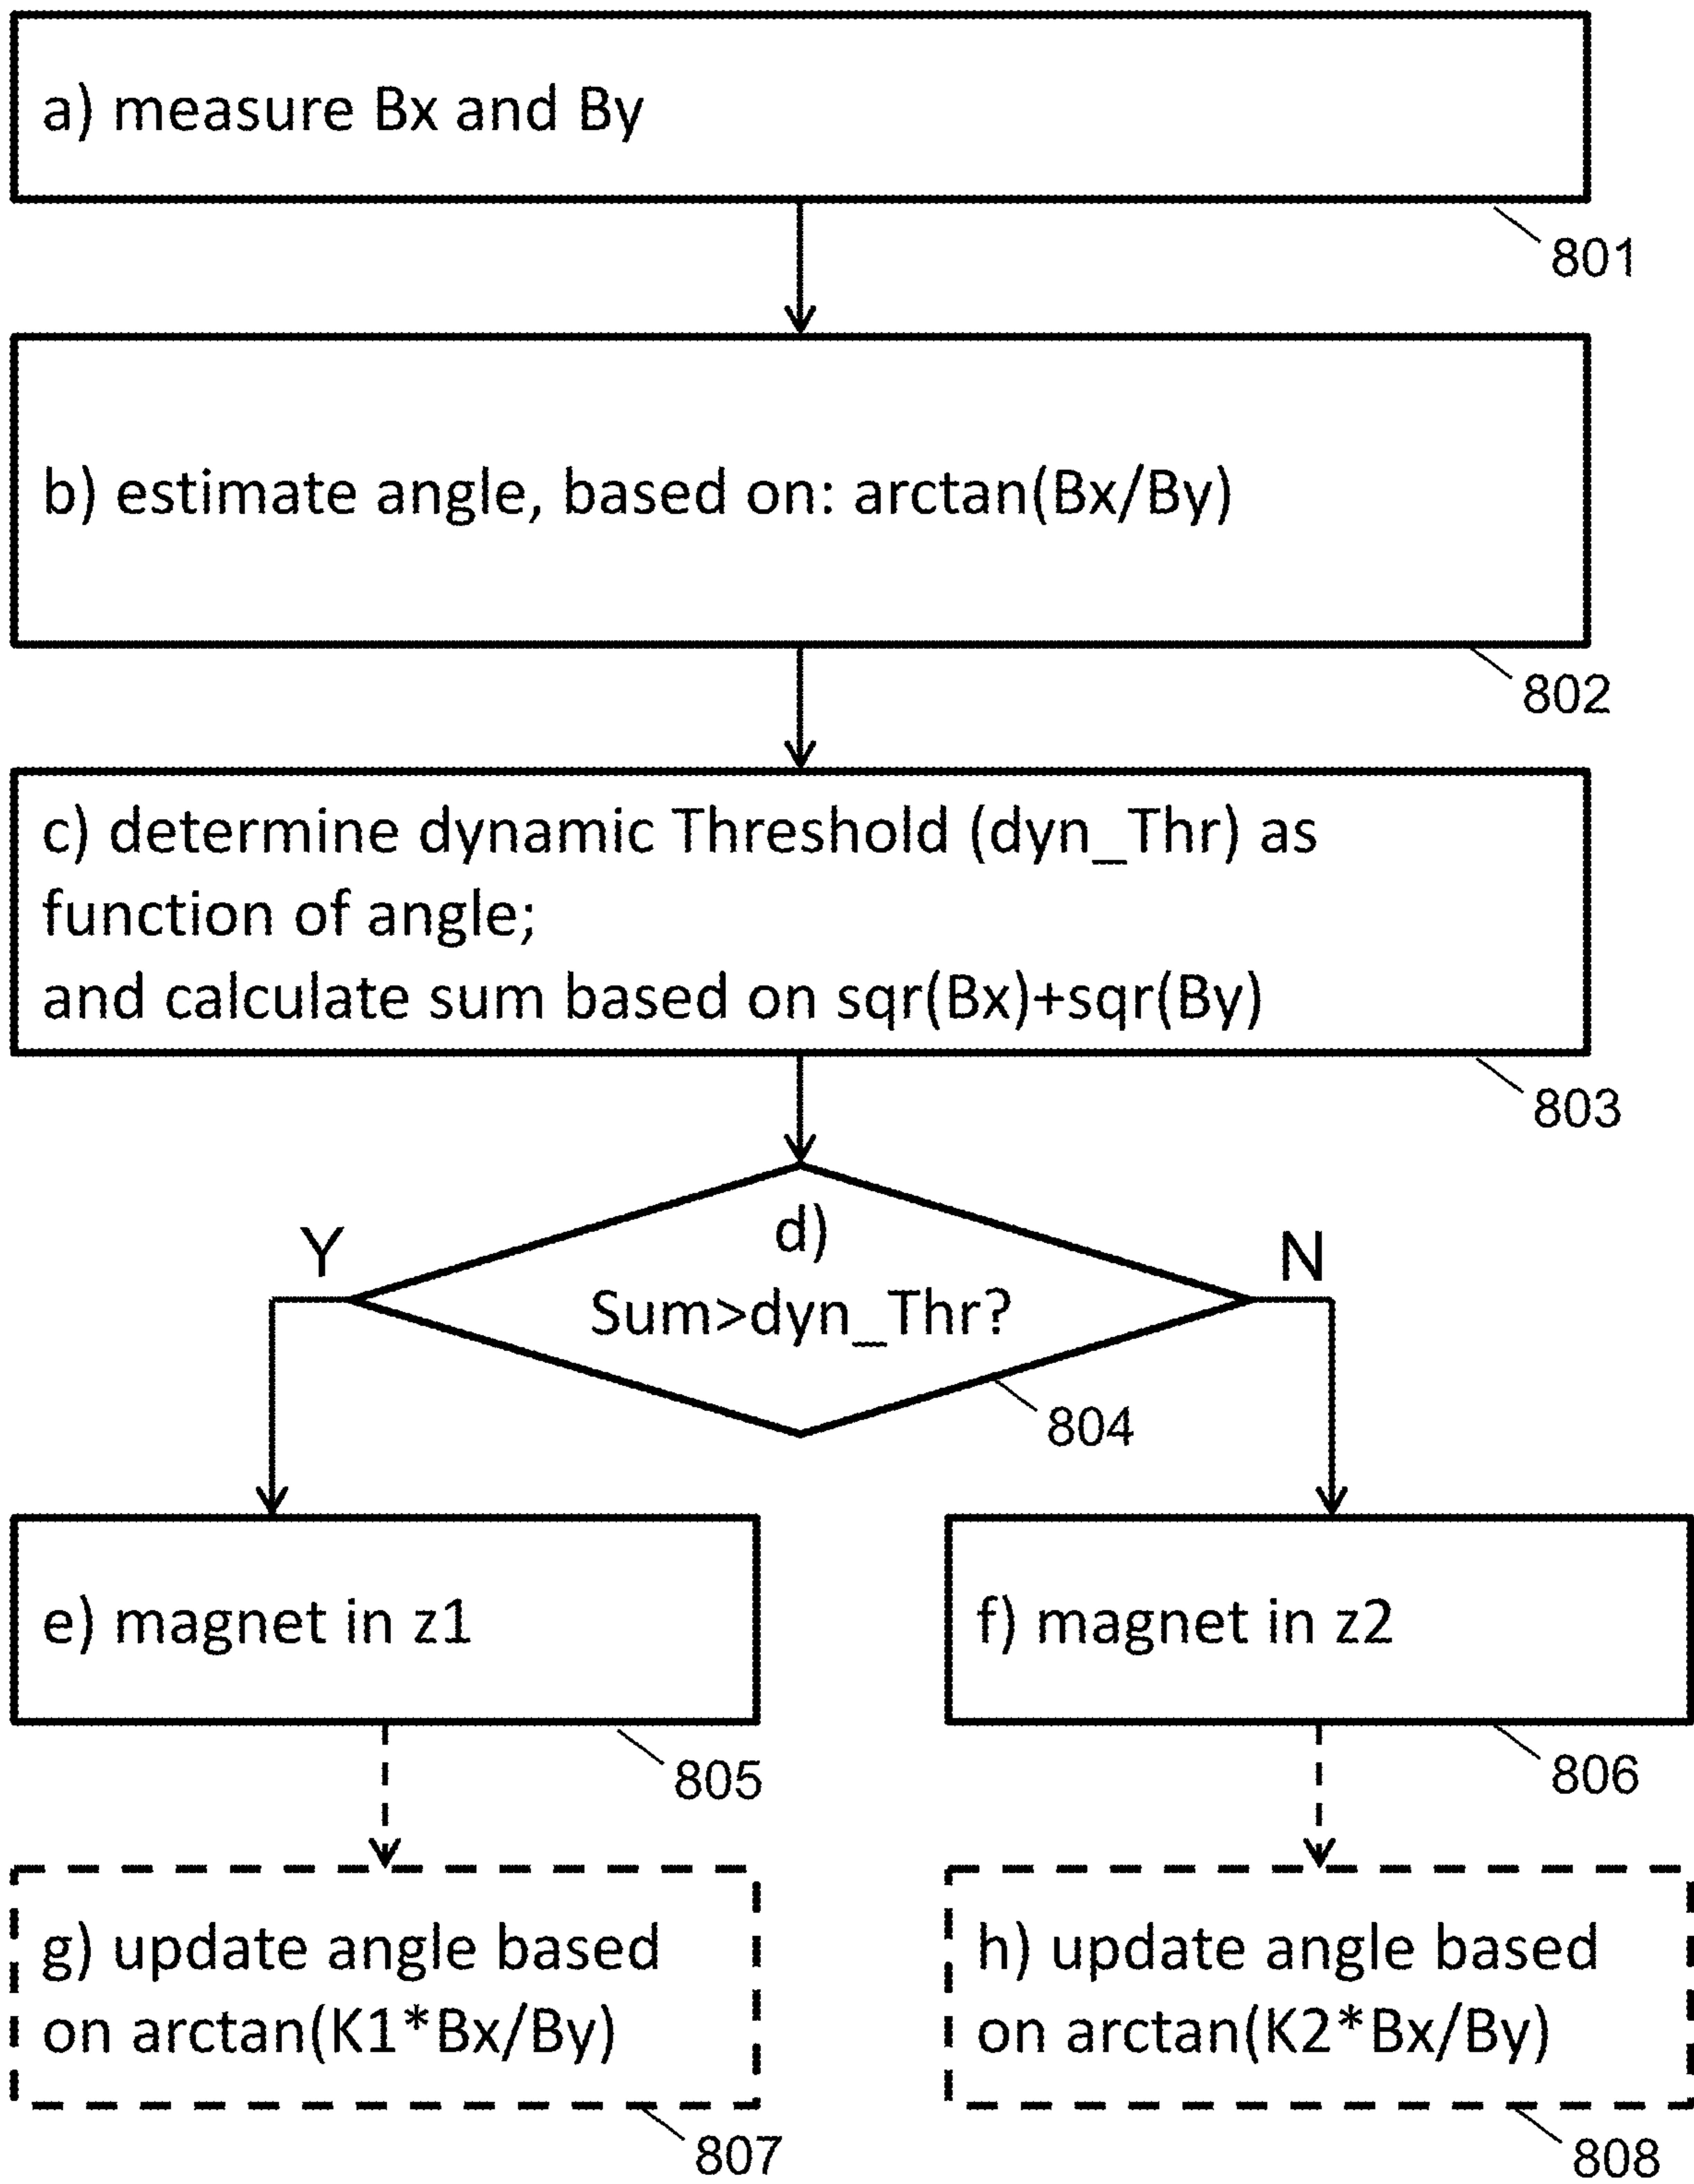 a) measure Bx and By
801
b) estimate angle, based on: arctan(Bx/By)
802
c) determine dynamic Threshold (dyn_Thr) as
function of angle;
and calculate sum based on sqr(Bx)+sqr(By)
803
d)
Y
N
Sum>dyn_Thr?
804
e) magnet in z1
805
f) magnet in z2
806
g) update angle based
on arctan(K1*Bx/By)
807
h) update angle based
on arctan(K2*Bx/By)
808